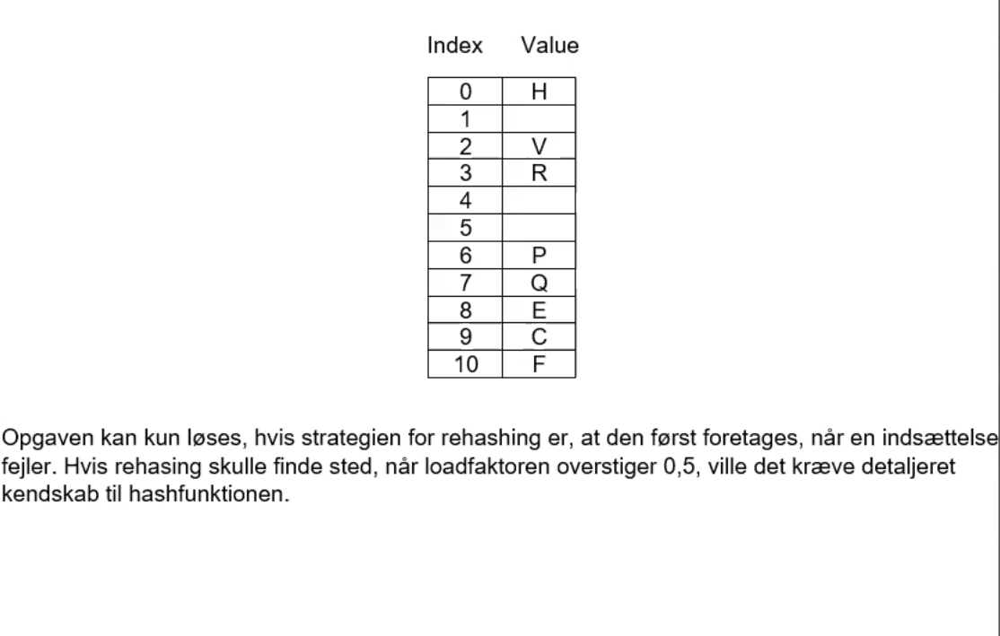 Index Value
0 H
1
2 V
3 R
4
5
6 P
7 Q
8 E
9 C
10 F
Opgaven kan kun løses, hvis strategien for rehashing er, at den først foretages, når en indsættelse
fejler. Hvis rehasing skulle finde sted, når loadfaktoren overstiger 0,5, ville det kræve detaljeret
kendskab til hashfunktionen.